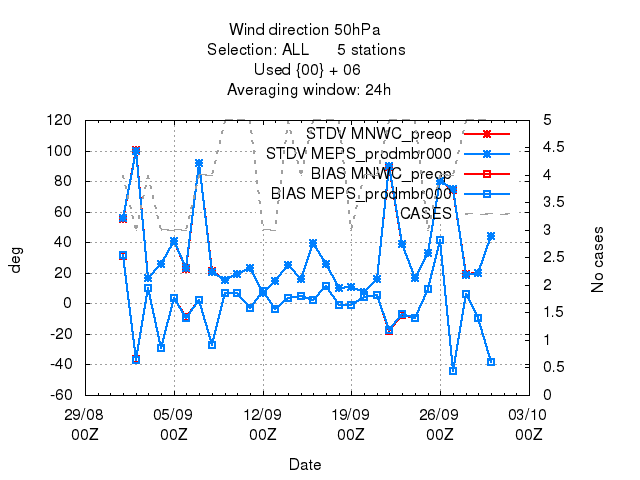 Wind direction 50hPa
Selection: ALL 5 stations
Used {00} + 06
Averaging window: 24h
120
100
80
60
40
20
0
-20
-40
-60
deg
5
4.5
4
3.5
3
2.5
2
1.5
1
0.5
0
No cases
STDV MNWC_preop
STDV MEPS_prodmbr000
BIAS MNWC_preop
BIAS MEPS_prodmbr000
CASES
29/08 05/09 12/09 19/09 26/09 03/10
00Z 00Z 00Z 00Z 00Z 00Z
Date